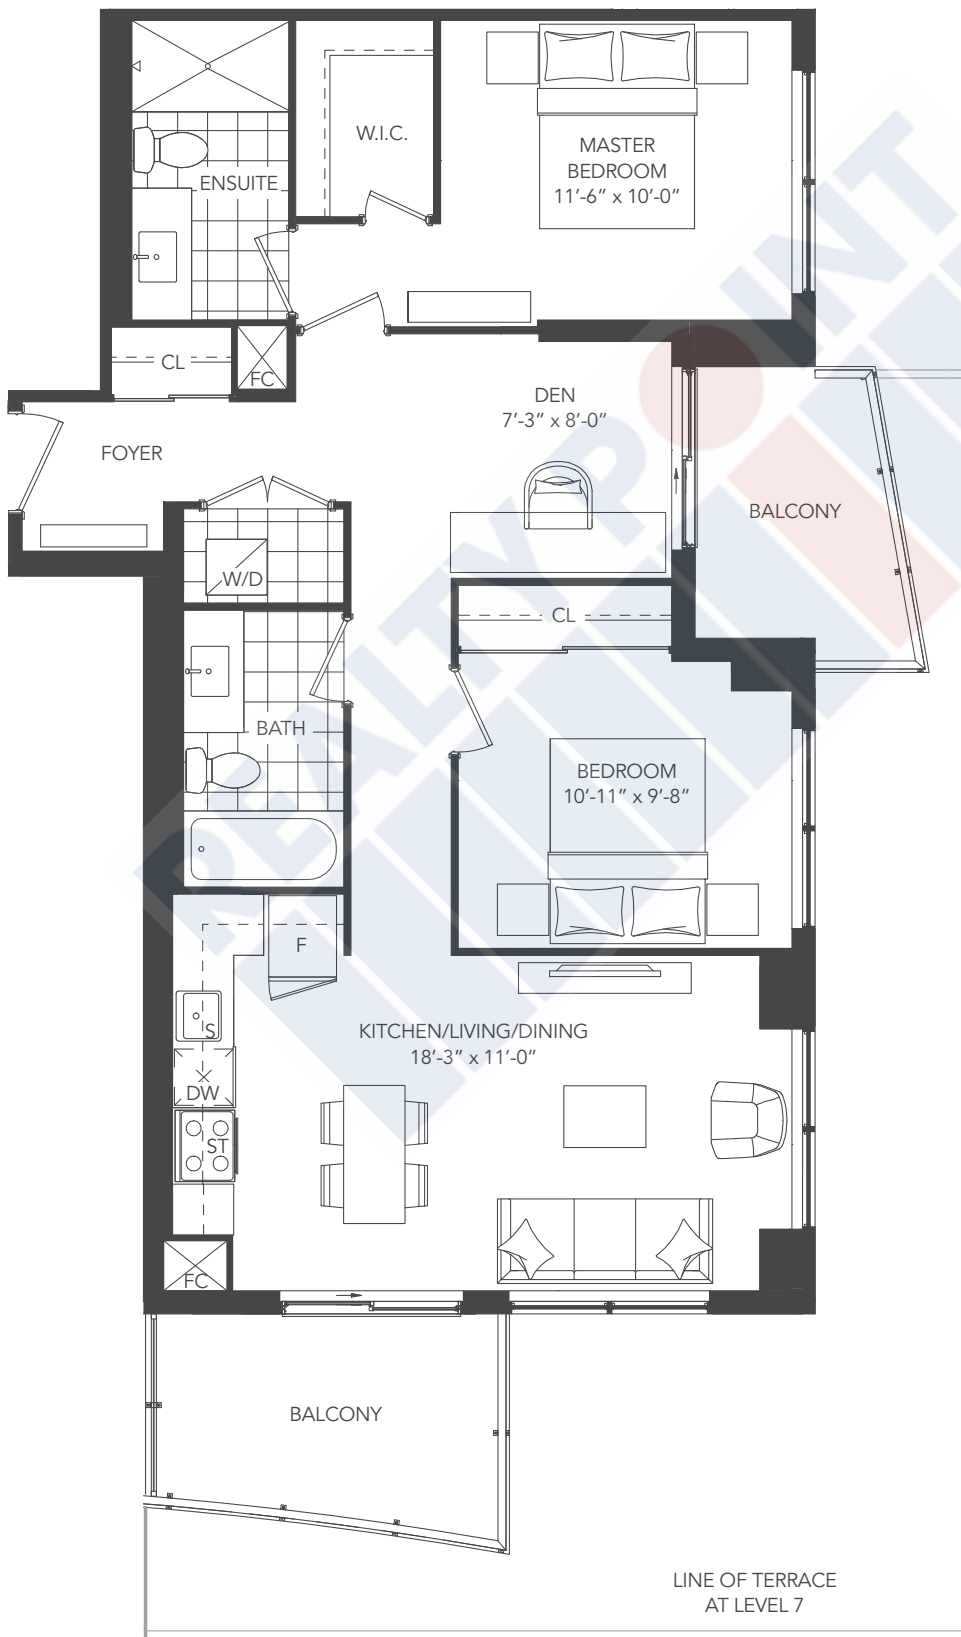 W.I.C.
MASTER
BEDROOM
11'-6" x 10'-0"
ENSUITE
CL
FC
DEN
7'-3" x 8'-0"
FOYER
BALCONY
W/D
CL
BATH
BEDROOM
10'-11" x 9'-8"
F
S
KITCHEN/LIVING/DINING
18'-3" x 11'-0"
DW
ST
FC
BALCONY
LINE OF TERRACE
AT LEVEL 7
REALTY POINT